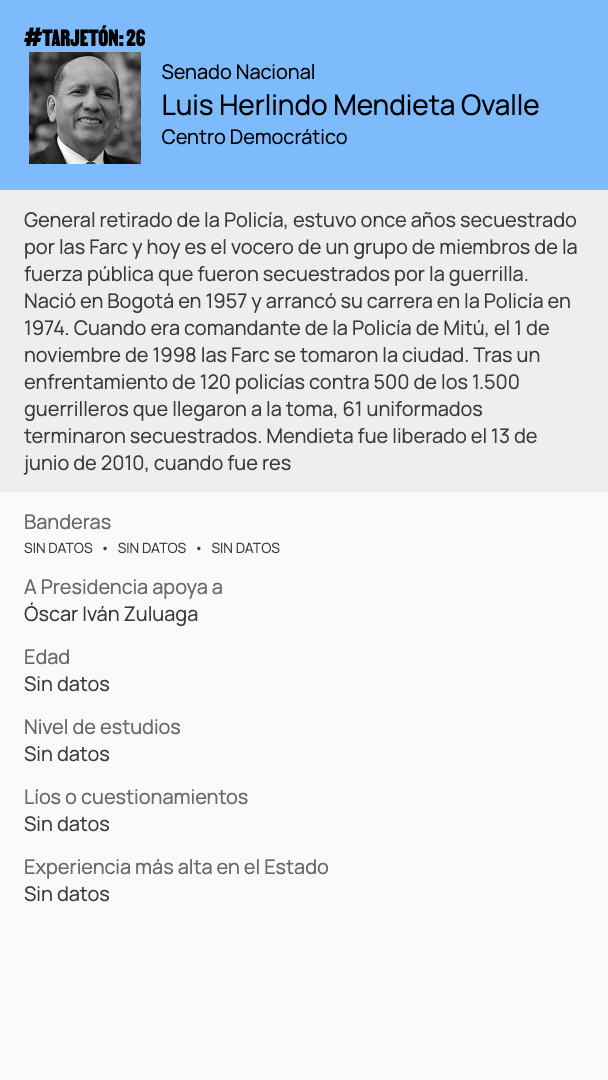 #TARJETÓN: 26
Senado Nacional
Luis Herlindo Mendieta Ovalle
Centro Democrático
General retirado de la Policía, estuvo once años secuestrado
por las Farc y hoy es el vocero de un grupo de miembros de la
fuerza pública que fueron secuestrados por la guerrilla.
Nació en Bogotá en 1957 y arrancó su carrera en la Policía en
1974. Cuando era comandante de la Policía de Mitú, el 1 de
noviembre de 1998 las Farc se tomaron la ciudad. Tras un
enfrentamiento de 120 policías contra 500 de los 1.500
guerrilleros que llegaron a la toma, 61 uniformados
terminaron secuestrados. Mendieta fue liberado el 13 de
junio de 2010, cuando fue res
Banderas
SIN DATOS • SIN DATOS • SIN DATOS
A Presidencia apoya a
Óscar Iván Zuluaga
Edad
Sin datos
Nivel de estudios
Sin datos
Líos o cuestionamientos
Sin datos
Experiencia más alta en el Estado
Sin datos